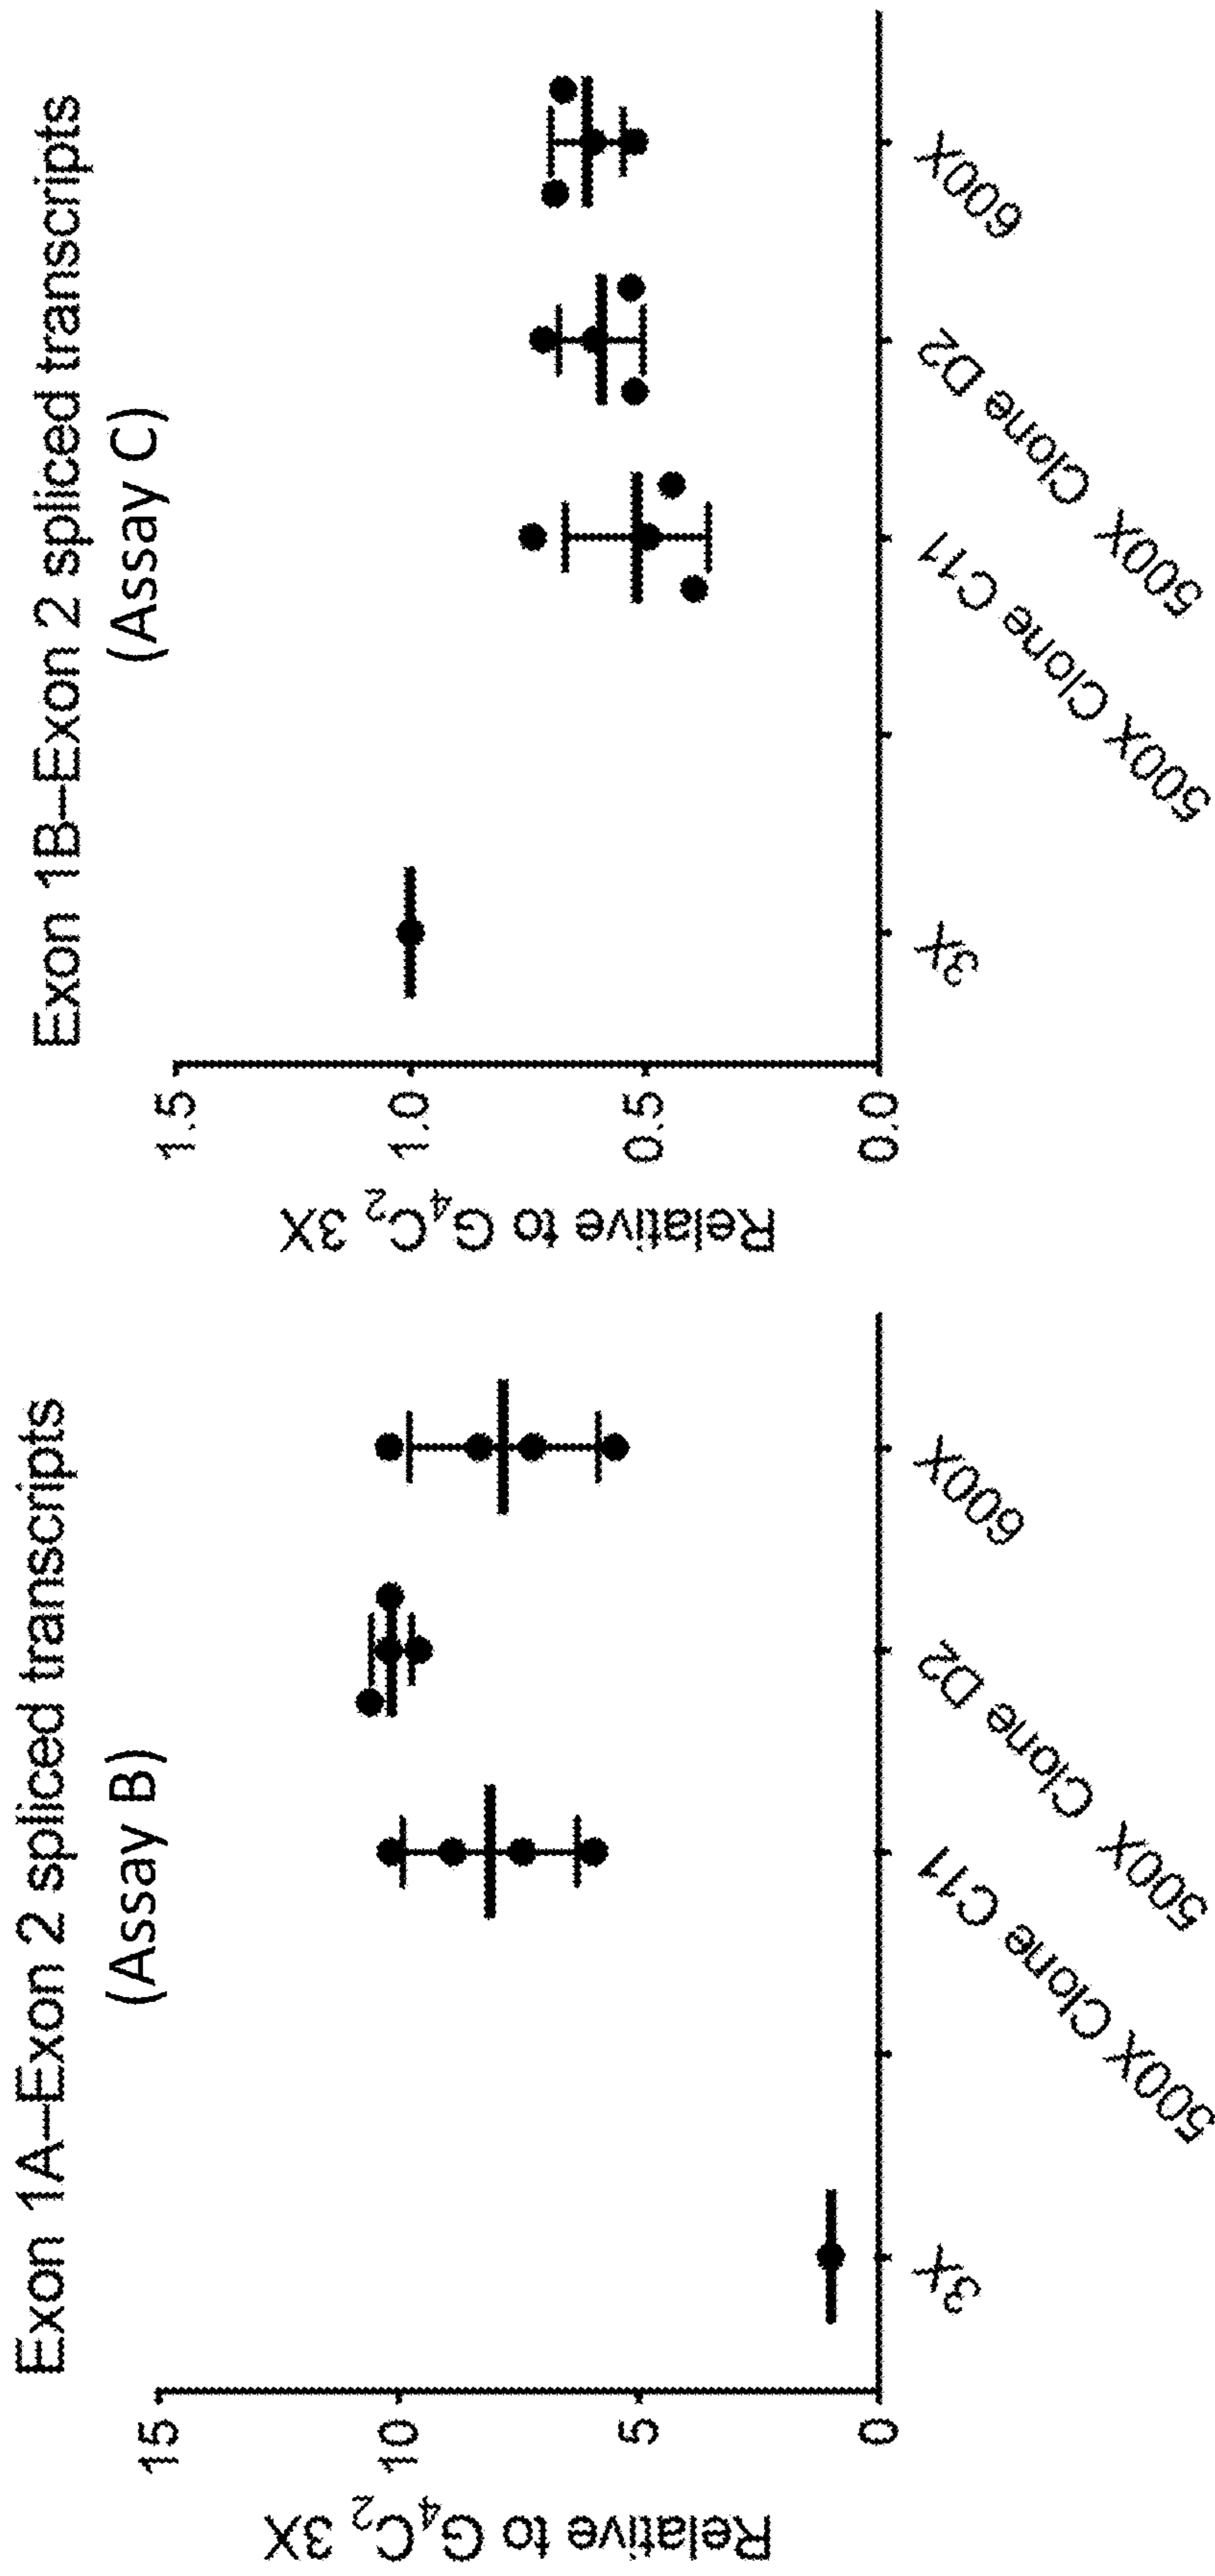 Exon 1A–Exon 2 spliced transcripts
(Assay B)
Relative to G₄C₂ 3X
15
10
5
0
3X
500X Clone C11
500X Clone D2
600X
Exon 1B–Exon 2 spliced transcripts
(Assay C)
Relative to G₄C₂ 3X
1.5
1.0
0.5
0.0
3X
500X Clone C11
500X Clone D2
600X